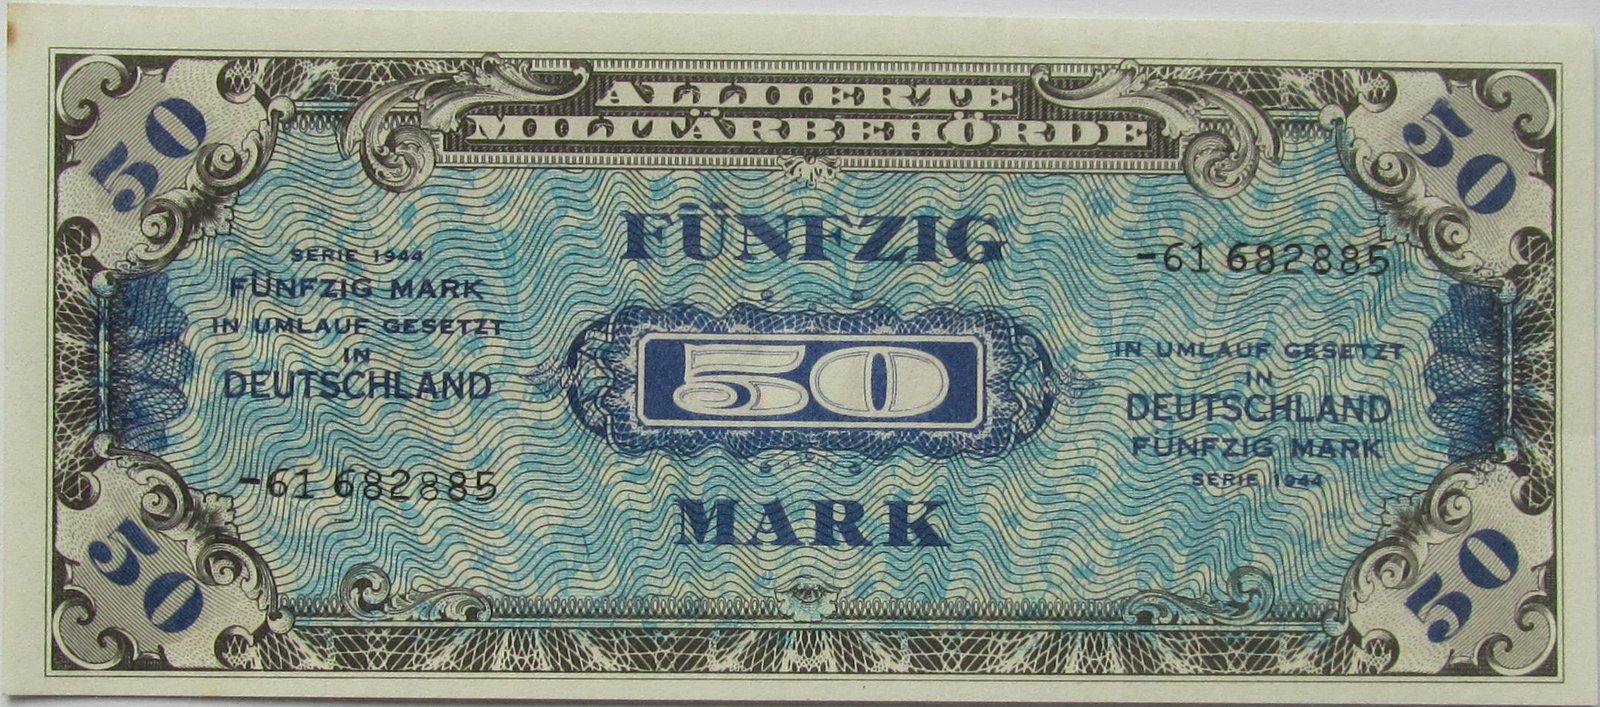 50
50
ALLIIERTE
MILITÄRBEHÖRDE
FÜNFZIG
SERIE 1944
FÜNFZIG MARK
IN UMLAUF GESETZT
IN
DEUTSCHLAND
-61 682885
50
-61 682885
IN UMLAUF GESETZT
IN
DEUTSCHLAND
FÜNFZIG MARK
SERIE 1944
MARK
50
50